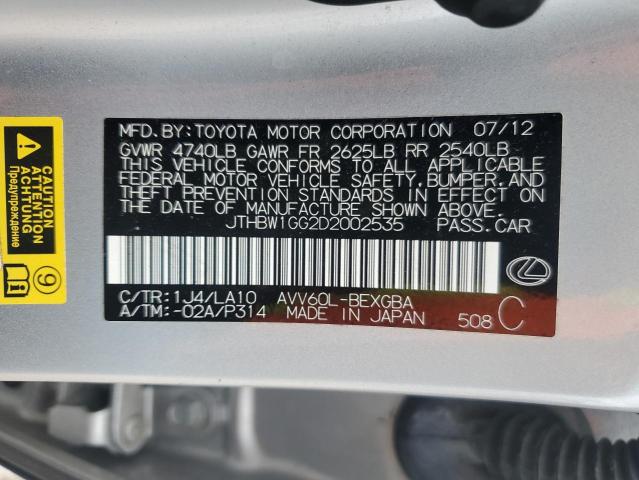 MFD.BY:TOYOTA MOTOR CORPORATION 07/12
GVWR 4740LB GAWR FR 2625LB RR 2540LB
THIS VEHICLE CONFORMS TO ALL APPLICABLE
FEDERAL MOTOR VEHICLE SAFETY,BUMPER,AND
THEFT PREVENTION STANDARDS IN EFFECT ON
THE DATE OF MANUFACTURE SHOWN ABOVE.
JTHBW1GG2D2002535 PASS.CAR
C/TR:1J4/LA10 AVV60L-BEXGBA
A/TM:-02A/P314 MADE IN JAPAN 508 C
CAUTION
ATTENTION
ACHTUNG
Предупреждение
9